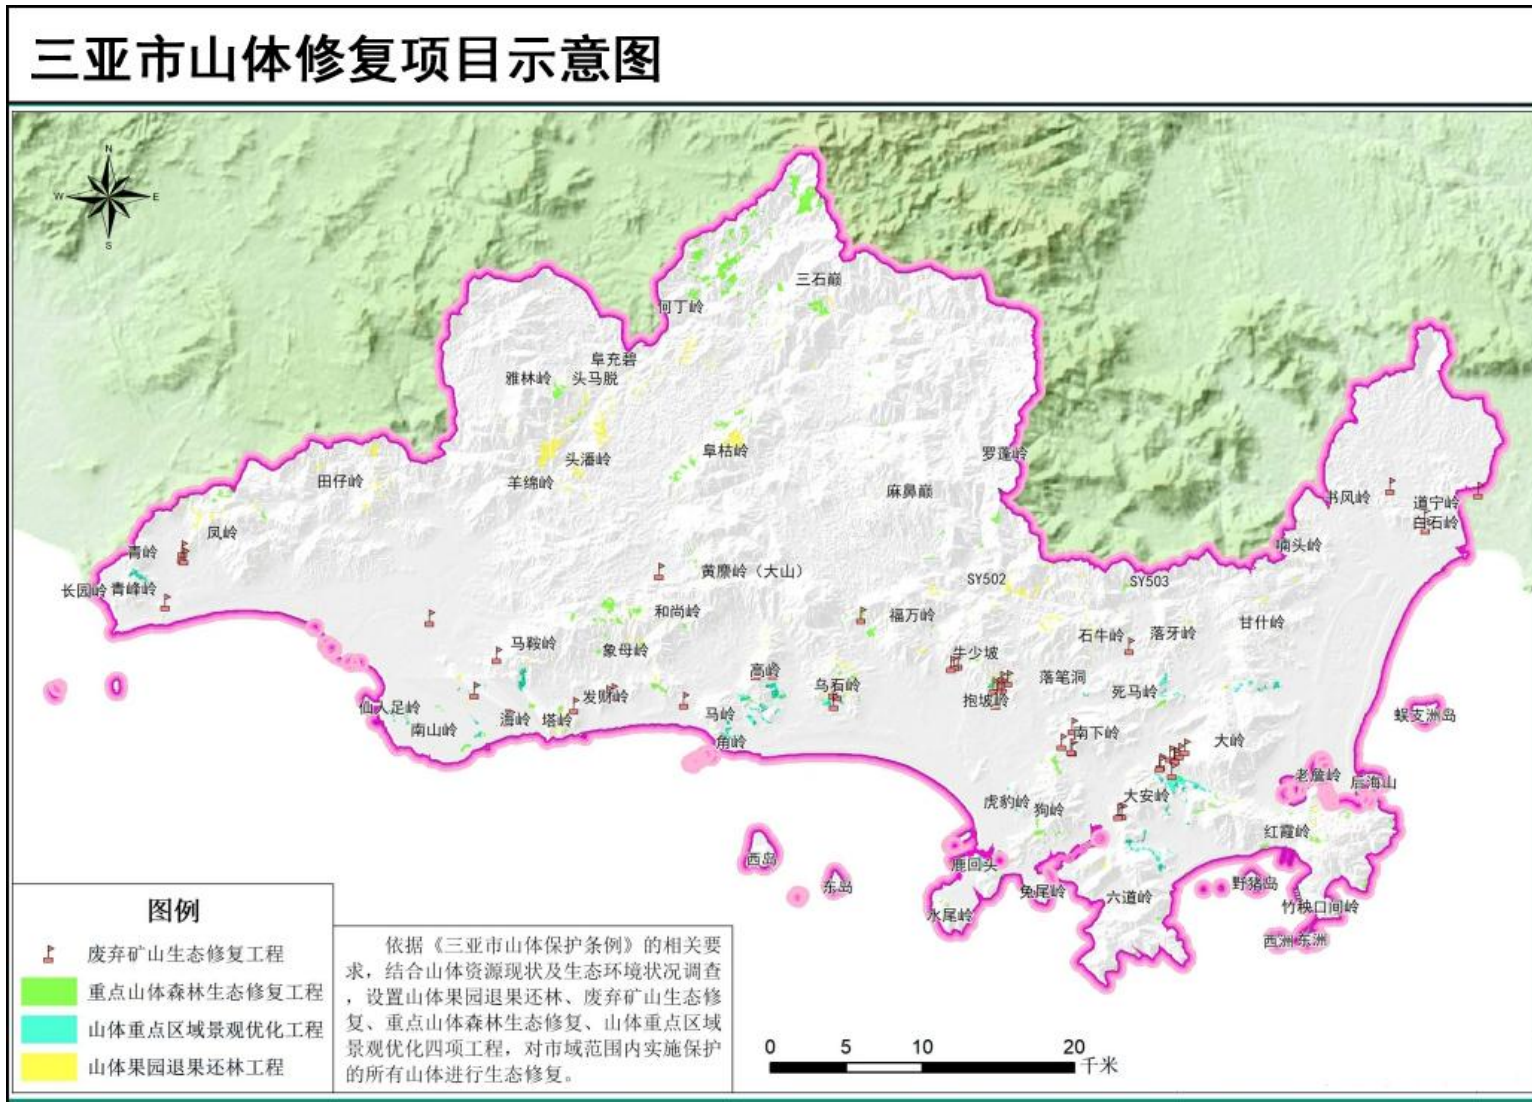 三亚市山体修复项目示意图
N
W
E
S
三石巅
何丁岭
阜充碧
雅林岭
头马脱
阜枯岭
罗蓬岭
头潘岭
田仔岭
羊绵岭
麻鼻巅
书风岭
道宁岭
白石岭
凤岭
青岭
长园岭
青峰岭
黄麖岭（大山）
SY502
SY503
和尚岭
福万岭
甘什岭
石牛岭
落牙岭
马鞍岭
象母岭
牛少坡
高岭
乌石岭
落笔洞
死马岭
发财岭
抱坡岭
仙人足岭
马岭
塔岭
蜈支洲岛
南山岭
南下岭
大岭
角岭
老詹岭
后海山
虎豹岭
狗岭
大安岭
红霞岭
西岛
鹿回头
东岛
兔尾岭
六道岭
野猪岛
水尾岭
竹秧口间岭
西洲
东洲
图例
废弃矿山生态修复工程
重点山体森林生态修复工程
山体重点区域景观优化工程
山体果园退果还林工程
依据《三亚市山体保护条例》的相关要
求，结合山体资源现状及生态环境状况调查
，设置山体果园退果还林、废弃矿山生态修
复、重点山体森林生态修复、山体重点区域
景观优化四项工程，对市域范围内实施保护
的所有山体进行生态修复。
0
5
10
20
千米